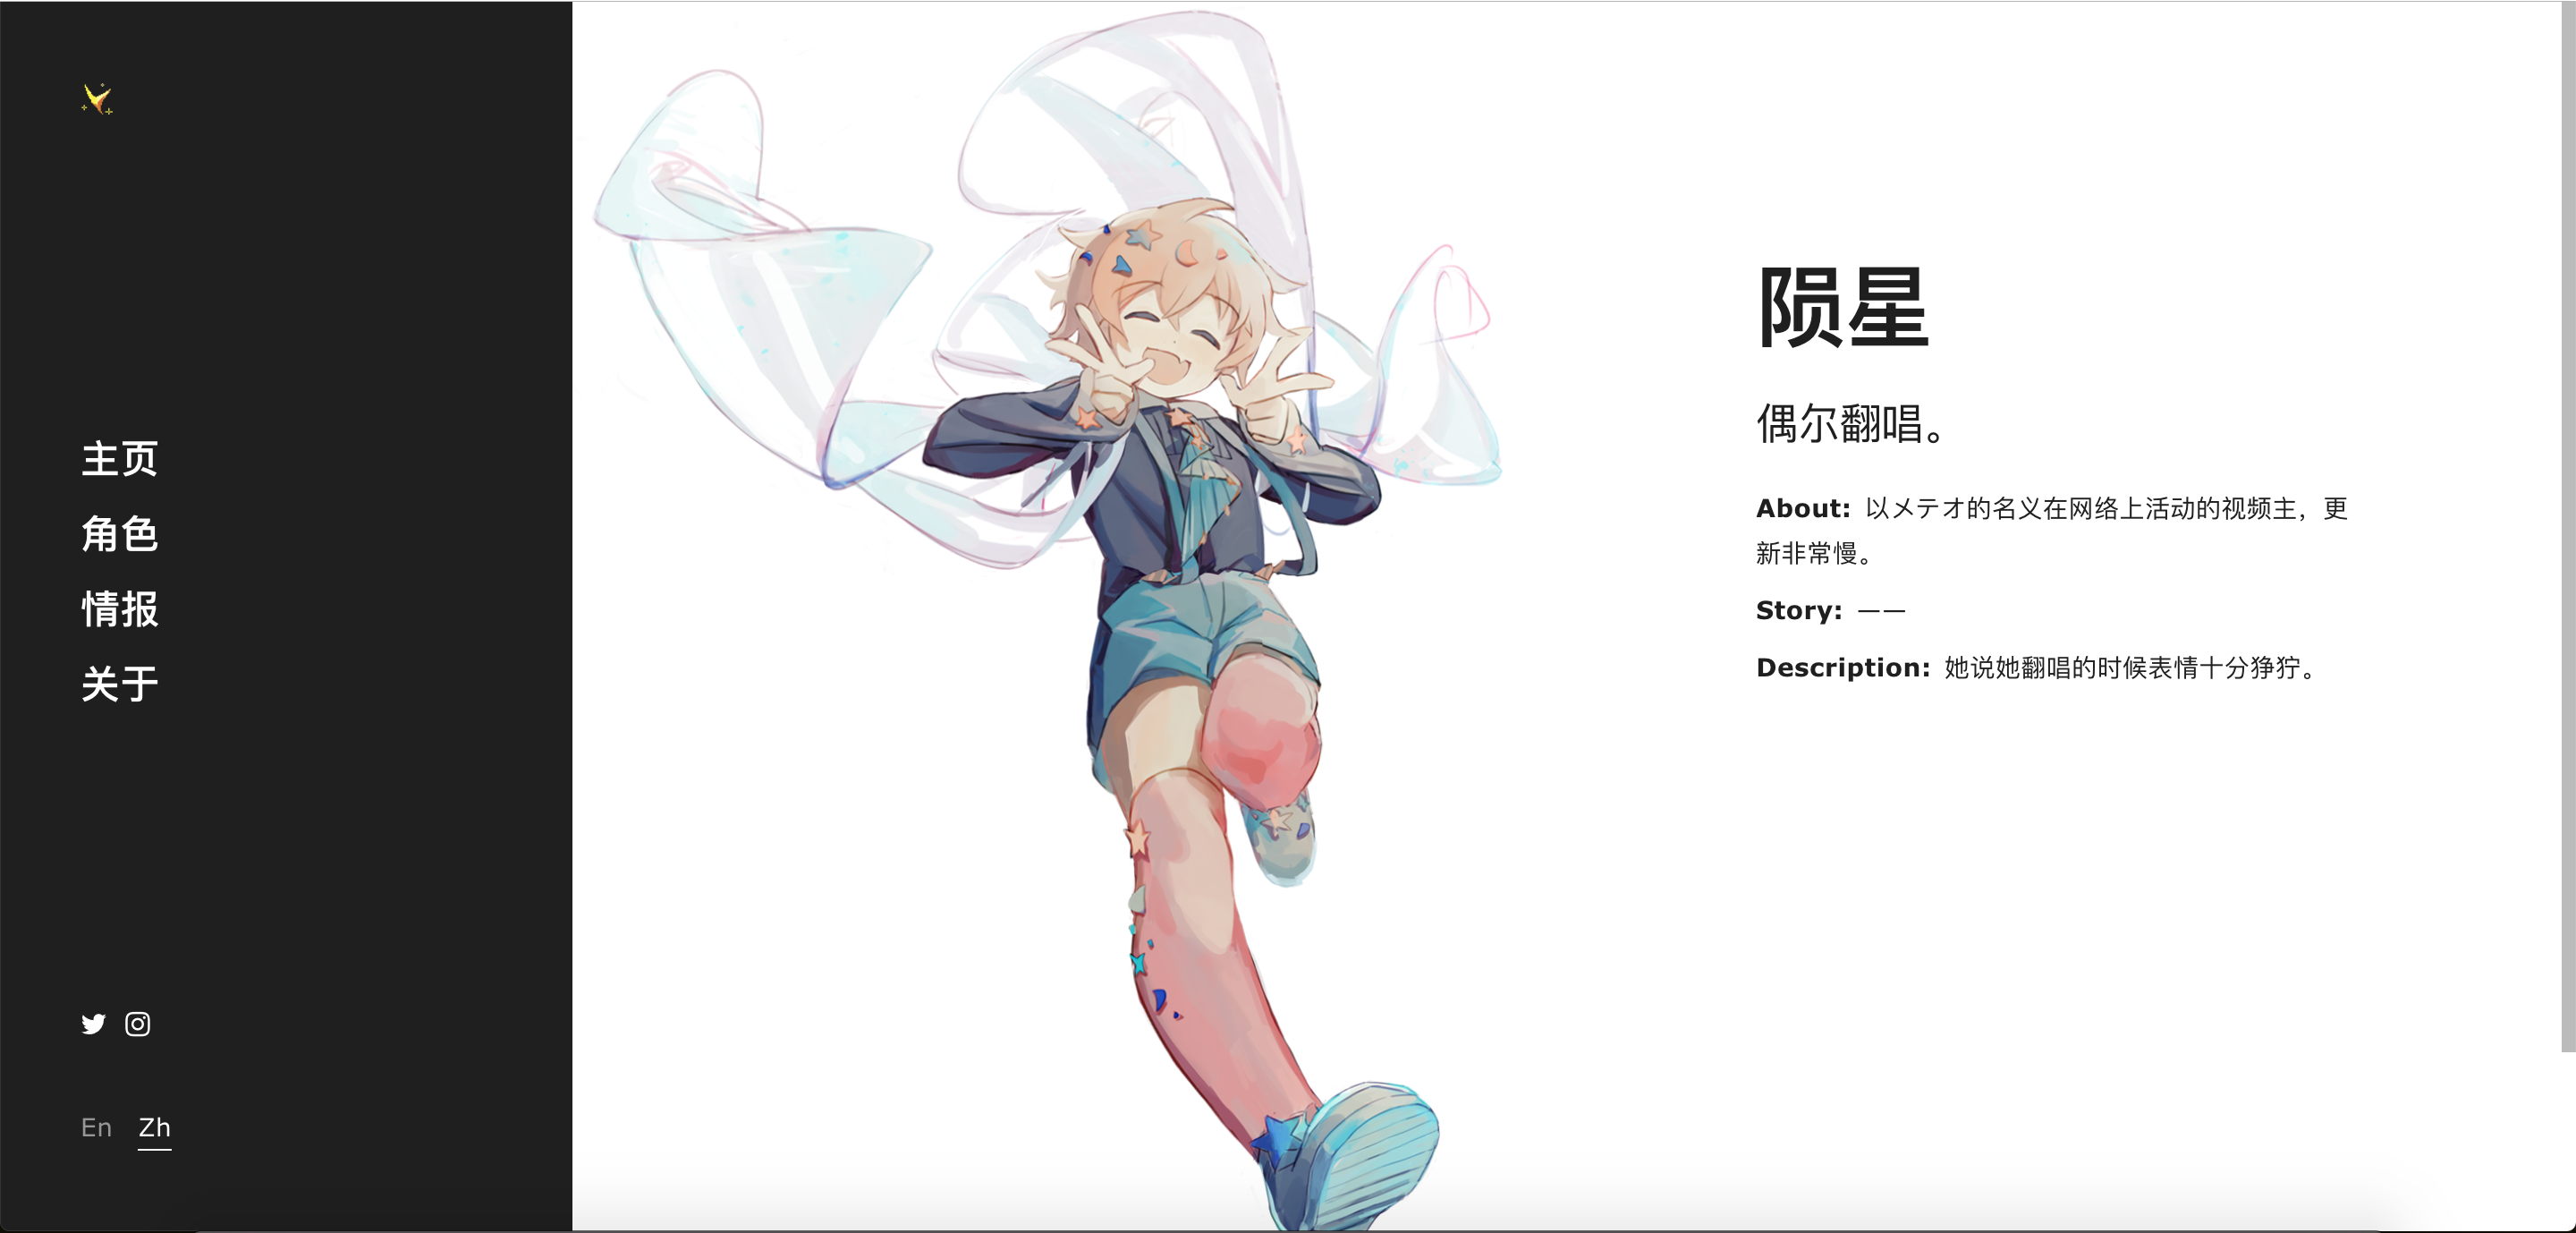 主页
角色
情报
关于
En Zh
陨星
偶尔翻唱。
About: 以メテオ的名义在网络上活动的视频主，更
新非常慢。
Story: ——
Description: 她说她翻唱的时候表情十分狰狞。